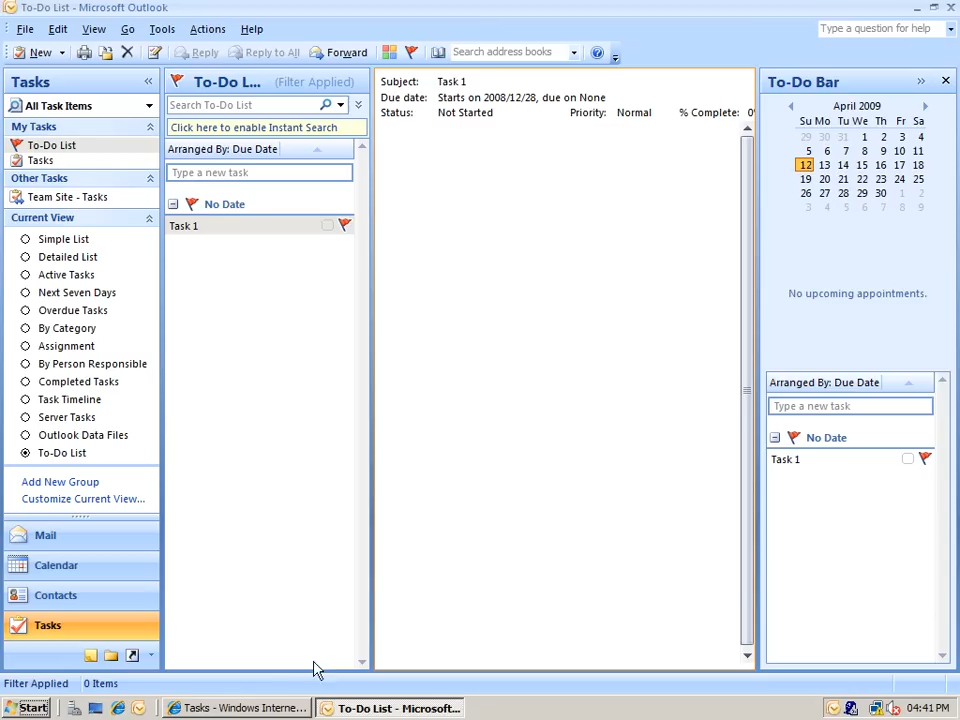 To-Do List - Microsoft Outlook
File Edit View Go Tools Actions Help
Type a question for help
New Reply Reply to All Forward Search address books
Tasks «
All Task Items
My Tasks
To-Do List
Tasks
Other Tasks
Team Site - Tasks
Current View
Simple List
Detailed List
Active Tasks
Next Seven Days
Overdue Tasks
By Category
Assignment
By Person Responsible
Completed Tasks
Task Timeline
Server Tasks
Outlook Data Files
To-Do List
Add New Group
Customize Current View...
Mail
Calendar
Contacts
Tasks
To-Do L... (Filter Applied)
Search To-Do List
Click here to enable Instant Search
Arranged By: Due Date
Type a new task
No Date
Task 1
Subject: Task 1
Due date: Starts on 2008/12/28, due on None
Status: Not Started Priority: Normal % Complete: 0%
To-Do Bar »
April 2009
Su Mo Tu We Th Fr Sa
29 30 31 1 2 3 4
5 6 7 8 9 10 11
12 13 14 15 16 17 18
19 20 21 22 23 24 25
26 27 28 29 30 1 2
3 4 5 6 7 8 9
No upcoming appointments.
Arranged By: Due Date
Type a new task
No Date
Task 1
Filter Applied 0 Items
Start Tasks - Windows Interne... To-Do List - Microsoft... 04:41 PM